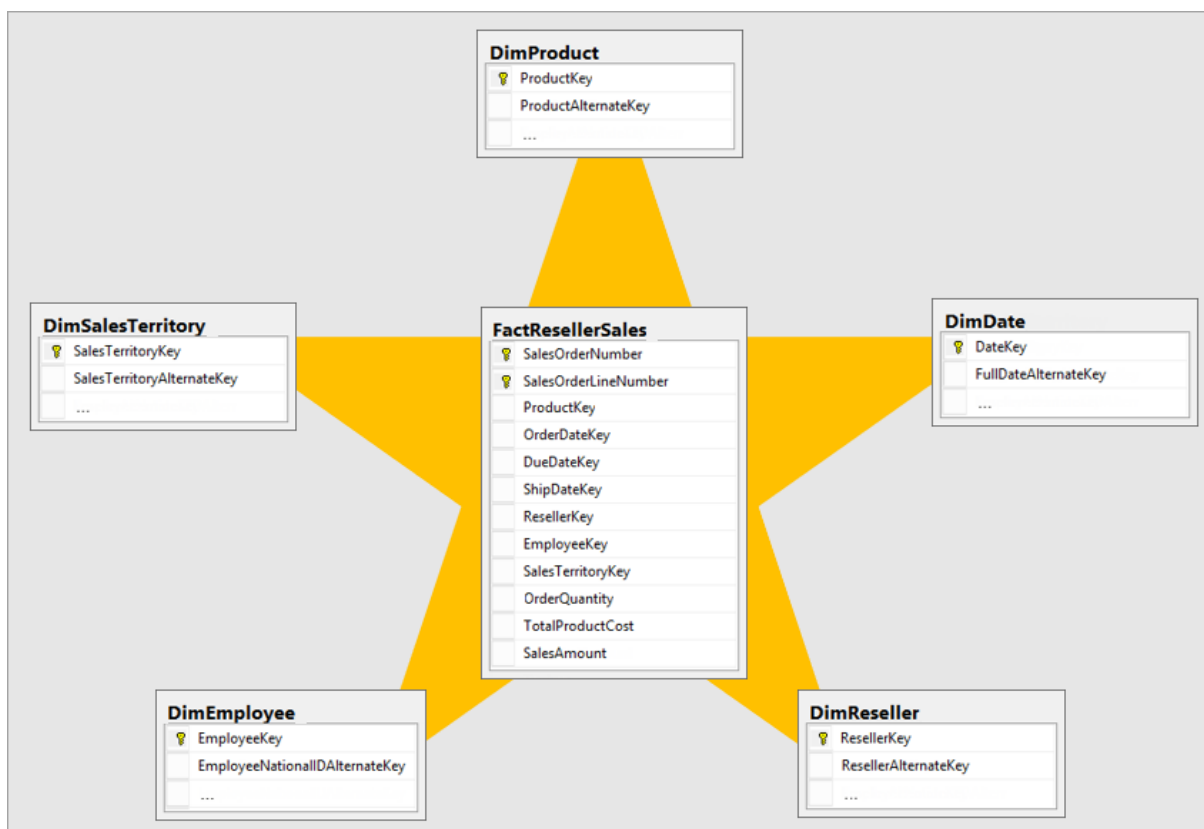 DimProduct
ProductKey
ProductAlternateKey
...
DimSalesTerritory
SalesTerritoryKey
SalesTerritoryAlternateKey
...
FactResellerSales
SalesOrderNumber
SalesOrderLineNumber
ProductKey
OrderDateKey
DueDateKey
ShipDateKey
ResellerKey
EmployeeKey
SalesTerritoryKey
OrderQuantity
TotalProductCost
SalesAmount
DimDate
DateKey
FullDateAlternateKey
...
DimEmployee
EmployeeKey
EmployeeNationalIDAlternateKey
...
DimReseller
ResellerKey
ResellerAlternateKey
...